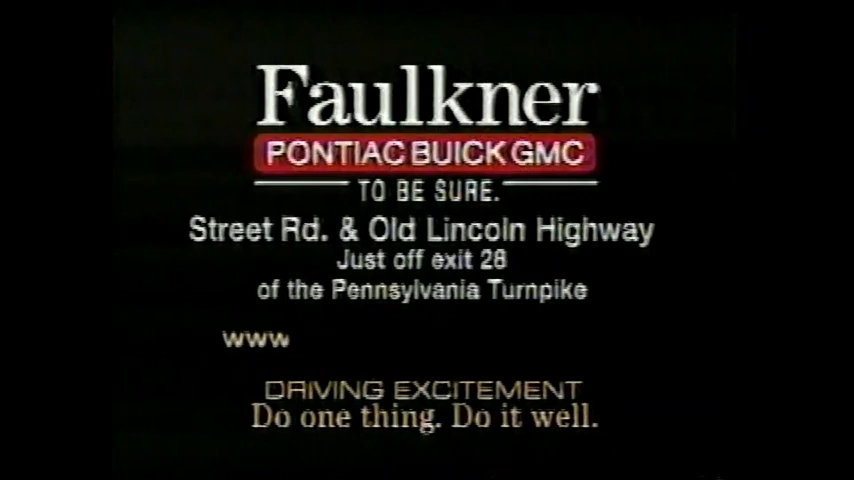 Faulkner
PONTIAC BUICK GMC
TO BE SURE.
Street Rd. & Old Lincoln Highway
Just off exit 28
of the Pennsylvania Turnpike
www
DRIVING EXCITEMENT
Do one thing. Do it well.